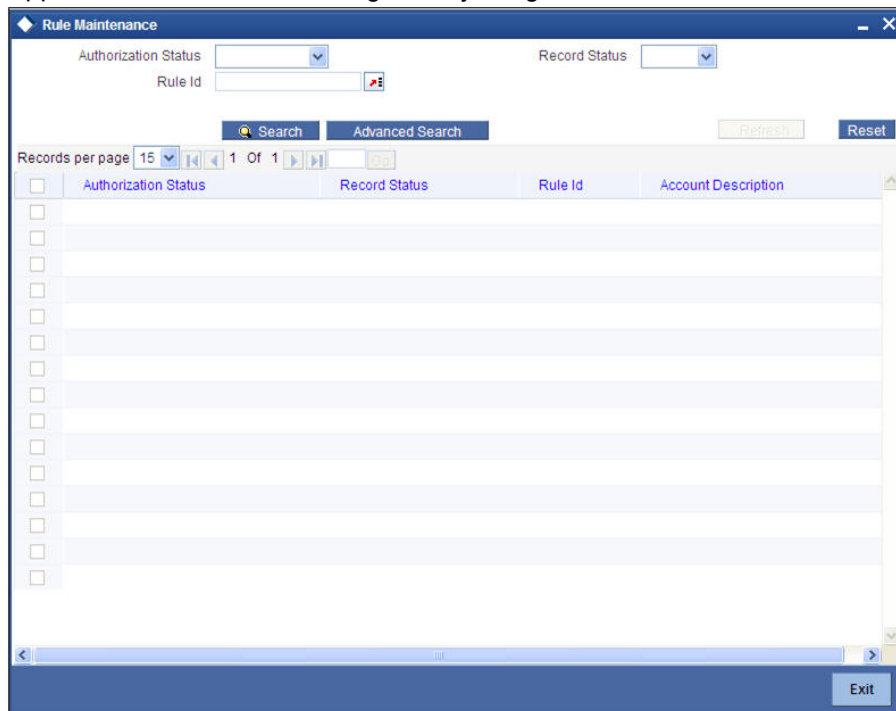 Rule Maintenance
Authorization Status
Record Status
Rule Id
Search Advanced Search Refresh Reset
Records per page 15 1 Of 1 Go
Authorization Status Record Status Rule Id Account Description
Exit